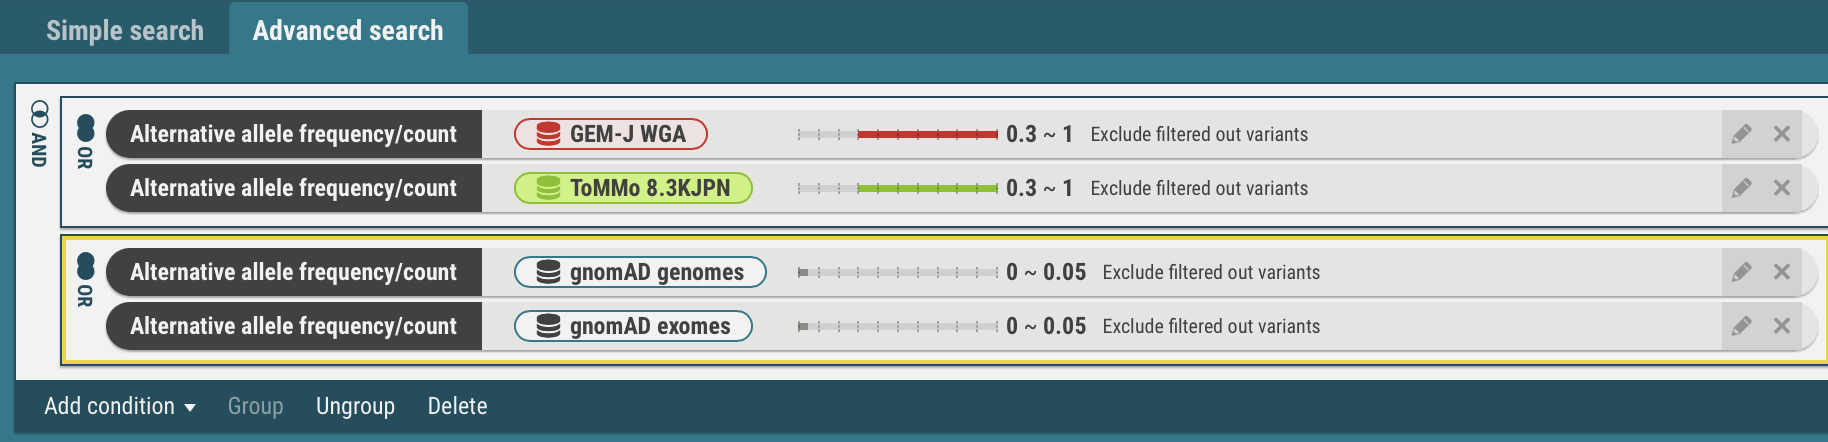 Simple search Advanced search
AND
OR
Alternative allele frequency/count GEM-J WGA 0.3 ~ 1 Exclude filtered out variants
Alternative allele frequency/count ToMMo 8.3KJPN 0.3 ~ 1 Exclude filtered out variants
OR
Alternative allele frequency/count gnomAD genomes 0 ~ 0.05 Exclude filtered out variants
Alternative allele frequency/count gnomAD exomes 0 ~ 0.05 Exclude filtered out variants
Add condition Group Ungroup Delete